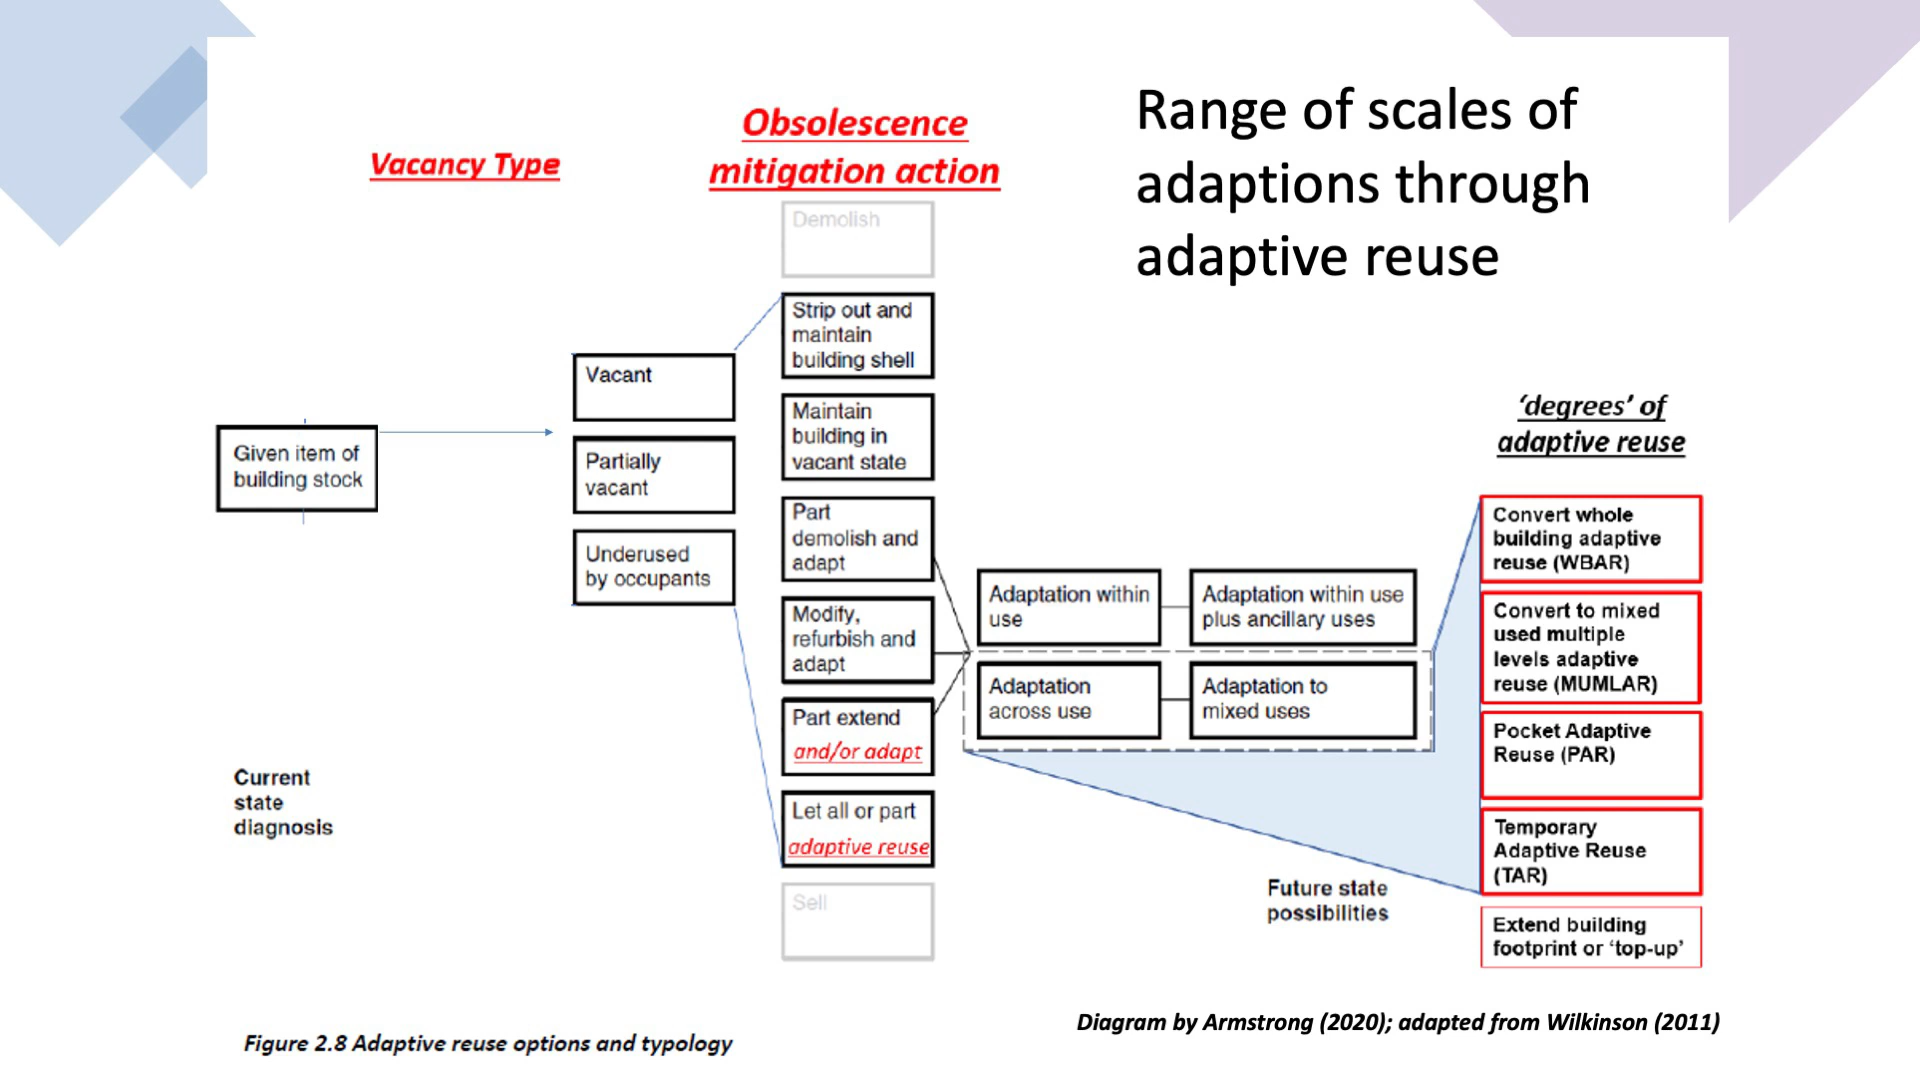 Range of scales of
adaptions through
adaptive reuse
Vacancy Type
Obsolescence
mitigation action
Demolish
Strip out and
maintain
building shell
Maintain
building in
vacant state
Part
demolish and
adapt
Modify,
refurbish and
adapt
Part extend
and/or adapt
Let all or part
adaptive reuse
Sell
Given item of
building stock
Vacant
Partially
vacant
Underused
by occupants
Current
state
diagnosis
Adaptation within
use
Adaptation within use
plus ancillary uses
Adaptation
across use
Adaptation to
mixed uses
‘degrees’ of
adaptive reuse
Convert whole
building adaptive
reuse (WBAR)
Convert to mixed
used multiple
levels adaptive
reuse (MUMLAR)
Pocket Adaptive
Reuse (PAR)
Temporary
Adaptive Reuse
(TAR)
Extend building
footprint or ‘top-up’
Future state
possibilities
Diagram by Armstrong (2020); adapted from Wilkinson (2011)
Figure 2.8 Adaptive reuse options and typology